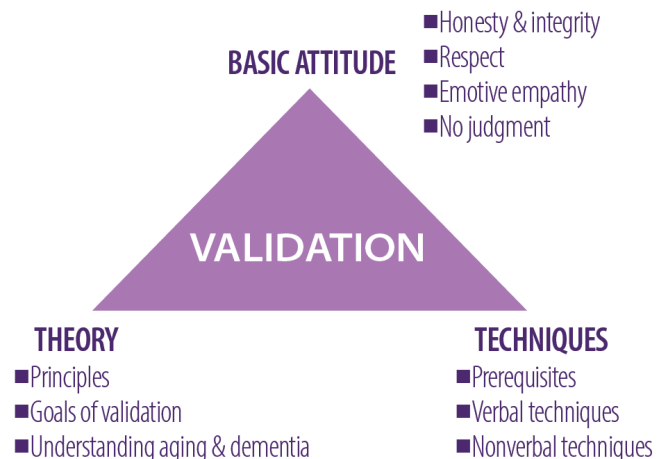 BASIC ATTITUDE
■Honesty & integrity
■Respect
■Emotive empathy
■No judgment
VALIDATION
THEORY
■Principles
■Goals of validation
■Understanding aging & dementia
TECHNIQUES
■Prerequisites
■Verbal techniques
■Nonverbal techniques